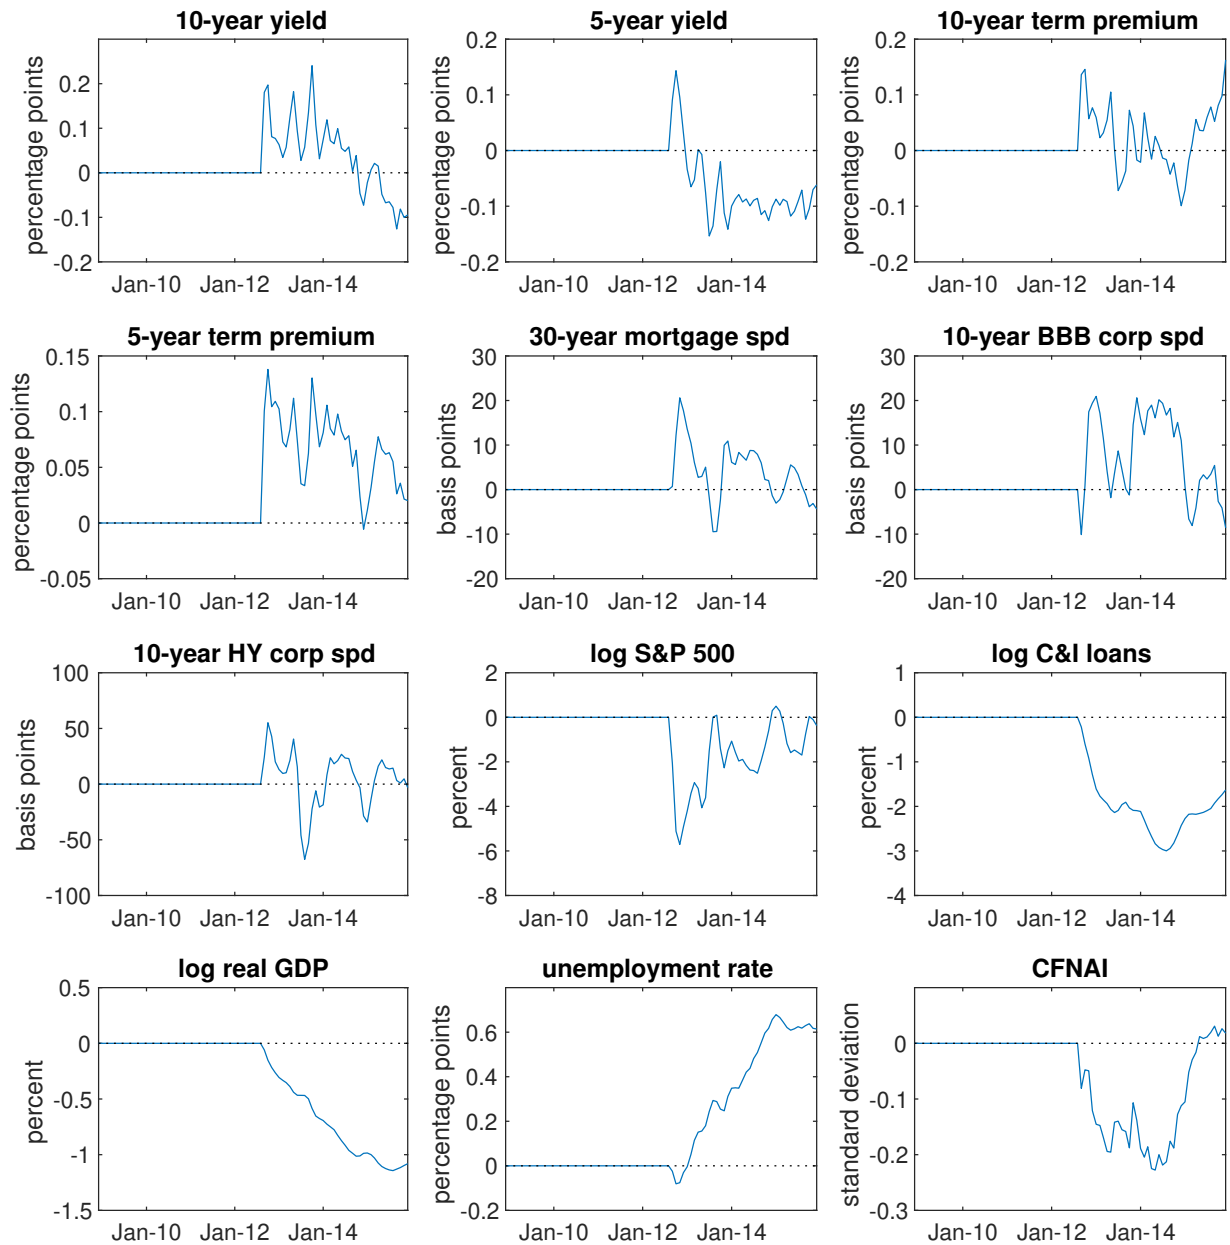 10-year yield
percentage points
0.2
0.1
0
-0.1
-0.2
Jan-10 Jan-12 Jan-14
5-year yield
percentage points
0.2
0.1
0
-0.1
-0.2
Jan-10 Jan-12 Jan-14
10-year term premium
percentage points
0.2
0.1
0
-0.1
-0.2
Jan-10 Jan-12 Jan-14
5-year term premium
percentage points
0.15
0.1
0.05
0
-0.05
Jan-10 Jan-12 Jan-14
30-year mortgage spd
basis points
30
20
10
0
-10
-20
Jan-10 Jan-12 Jan-14
10-year BBB corp spd
basis points
30
20
10
0
-10
-20
Jan-10 Jan-12 Jan-14
10-year HY corp spd
basis points
100
50
0
-50
-100
Jan-10 Jan-12 Jan-14
log S&P 500
percent
2
0
-2
-4
-6
-8
Jan-10 Jan-12 Jan-14
log C&I loans
percent
1
0
-1
-2
-3
-4
Jan-10 Jan-12 Jan-14
log real GDP
percent
0.5
0
-0.5
-1
-1.5
Jan-10 Jan-12 Jan-14
unemployment rate
percentage points
0.6
0.4
0.2
0
-0.2
Jan-10 Jan-12 Jan-14
CFNAI
standard deviation
0
-0.1
-0.2
-0.3
Jan-10 Jan-12 Jan-14